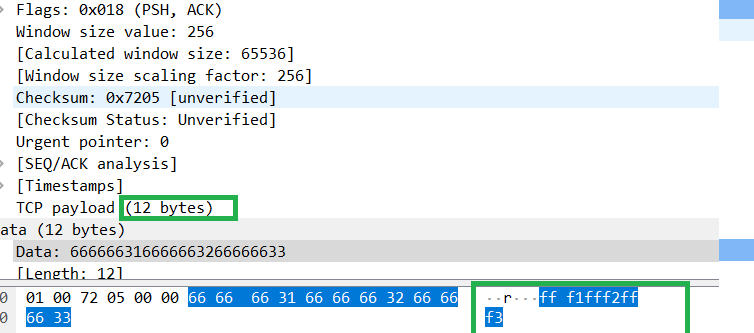 Flags: 0x018 (PSH, ACK)
Window size value: 256
[Calculated window size: 65536]
[Window size scaling factor: 256]
Checksum: 0x7205 [unverified]
[Checksum Status: Unverified]
Urgent pointer: 0
[SEQ/ACK analysis]
[Timestamps]
TCP payload (12 bytes)
ata (12 bytes)
Data: 666666316666663266666633
[Length: 12]
0 01 00 72 05 00 00 66 66 66 31 66 66 66 32 66 66 ··r···ff f1fff2ff
0 66 33 f3